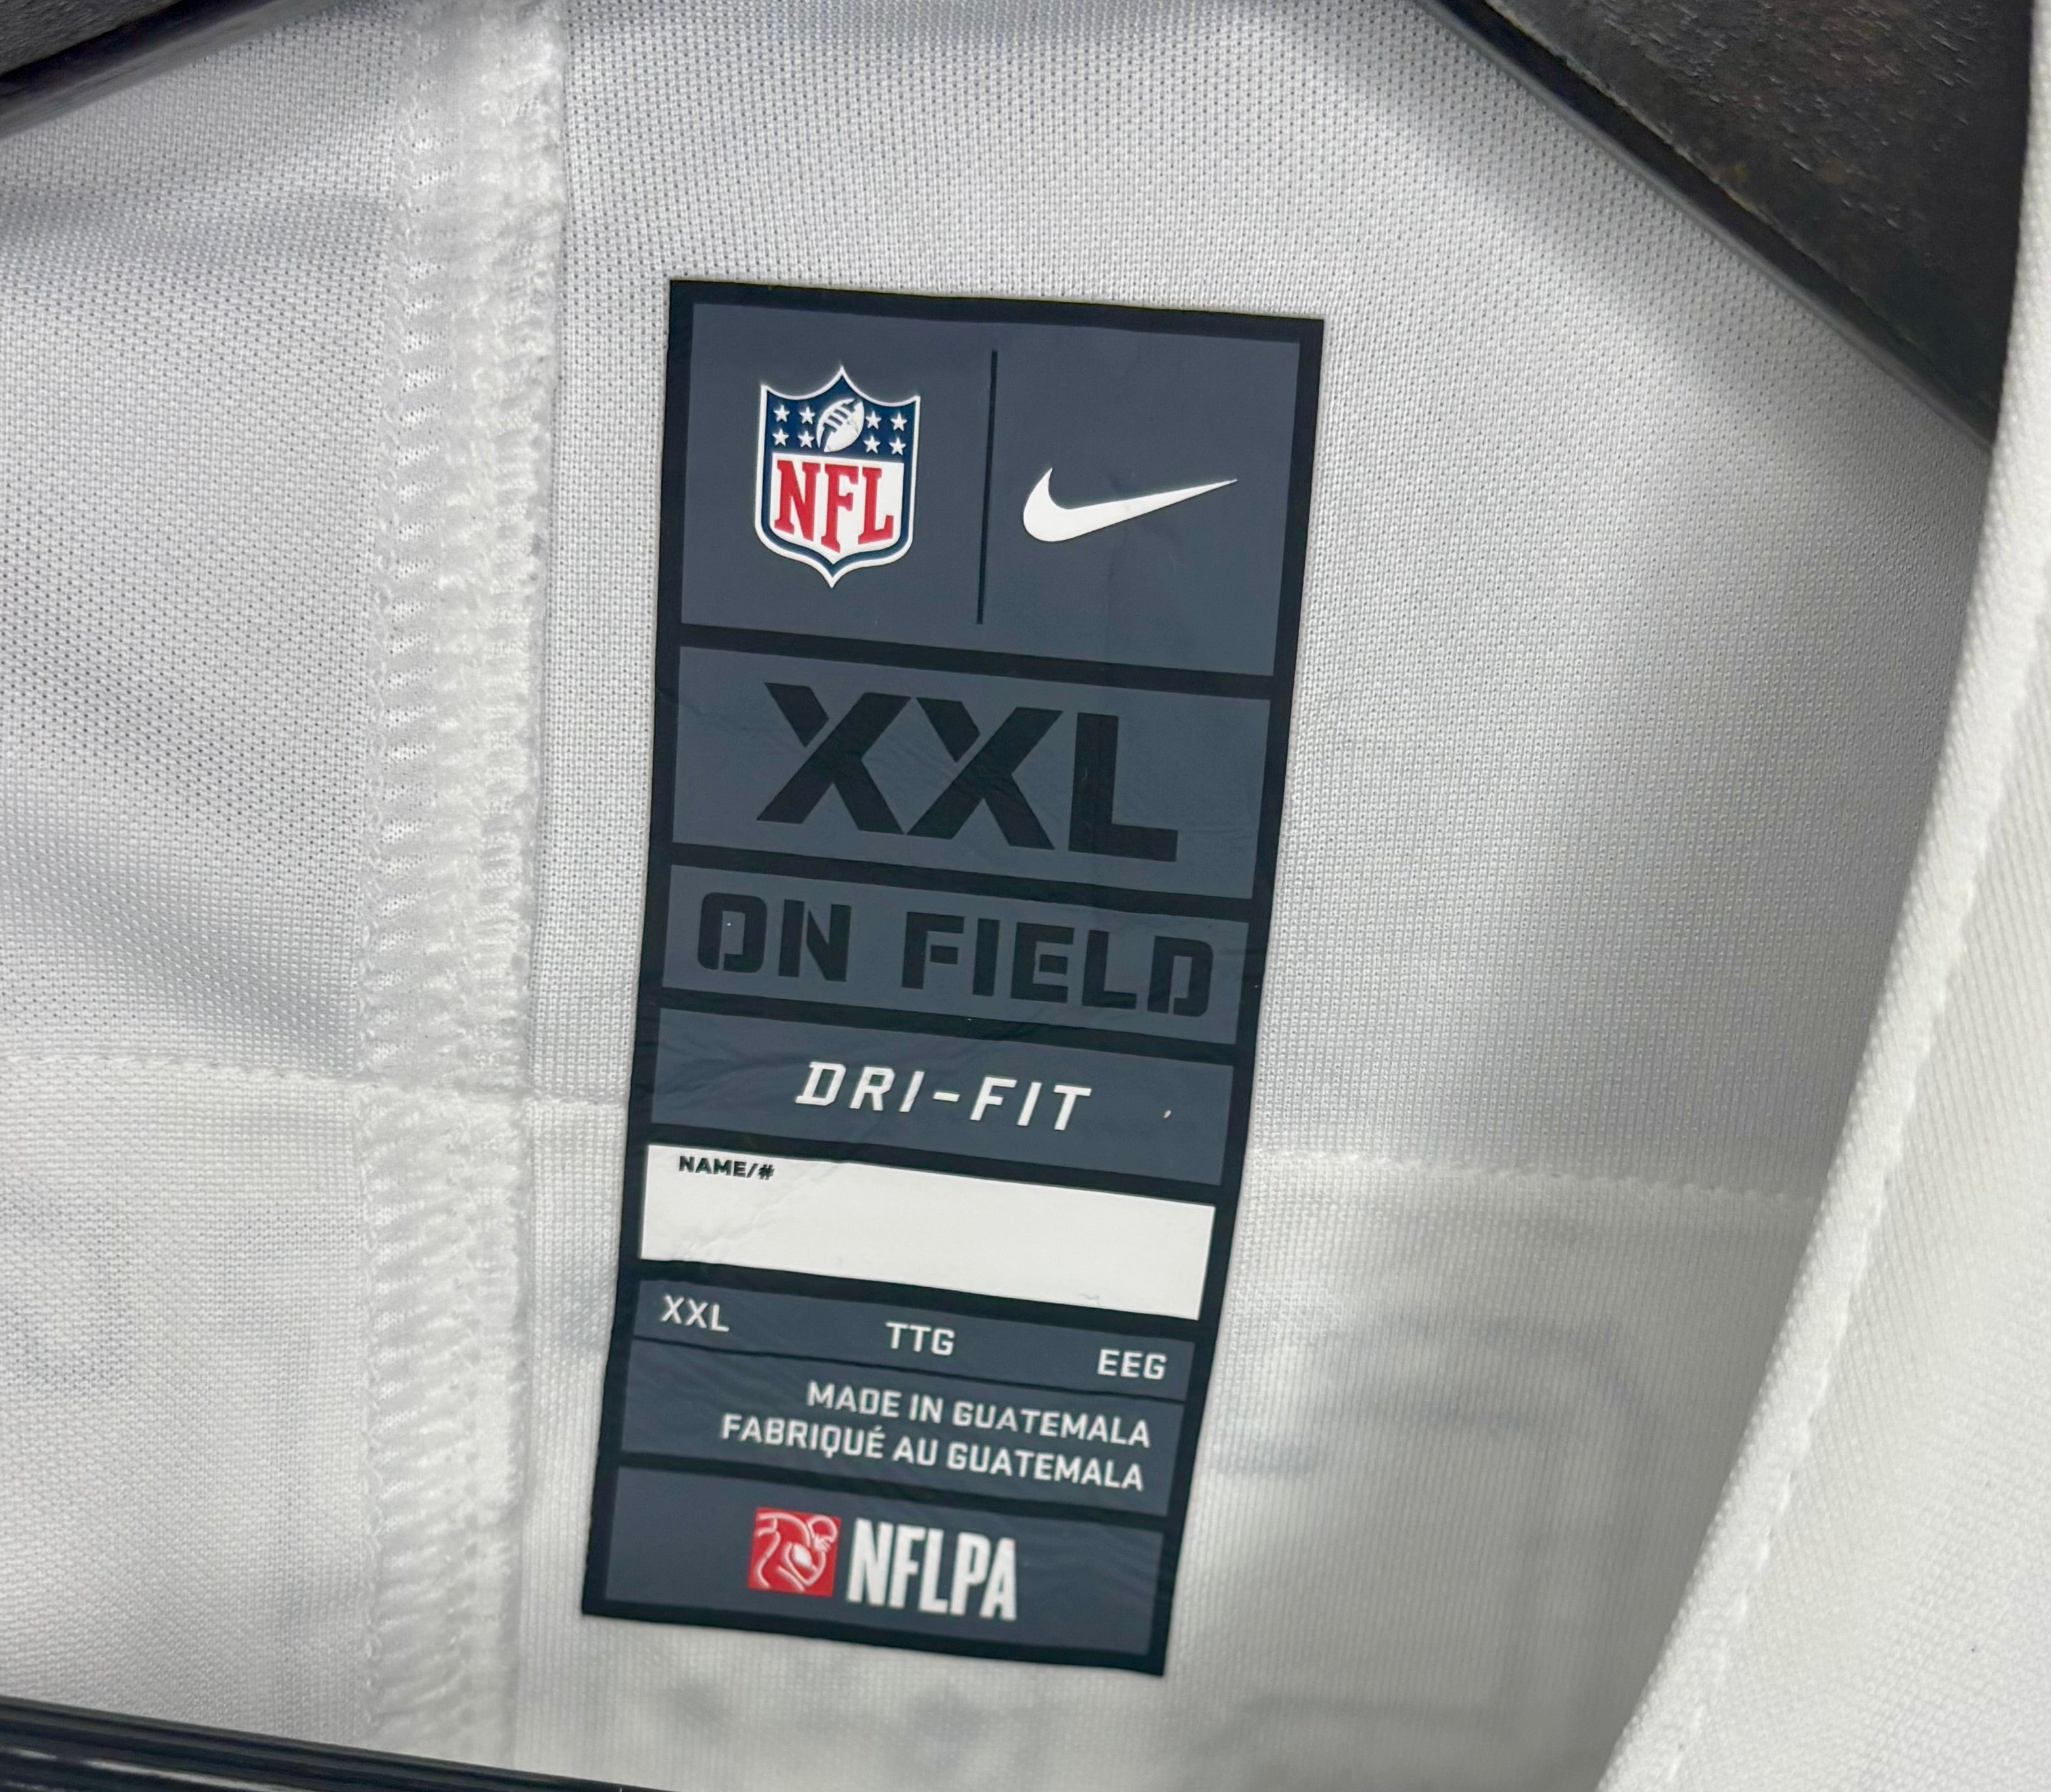 NFL
XXL
ON FIELD
DRI-FIT
NAME/#
XXL TTG EEG
MADE IN GUATEMALA
FABRIQUÉ AU GUATEMALA
NFLPA